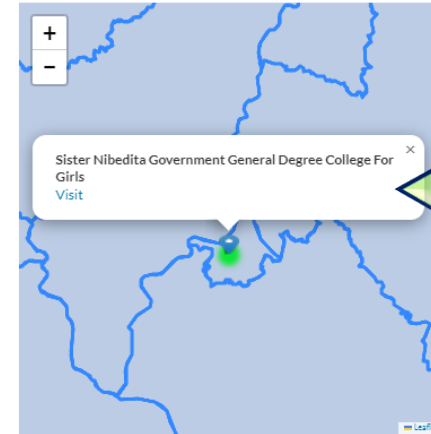 +
−
Sister Nibedita Government General Degree College For
Girls
Visit
×